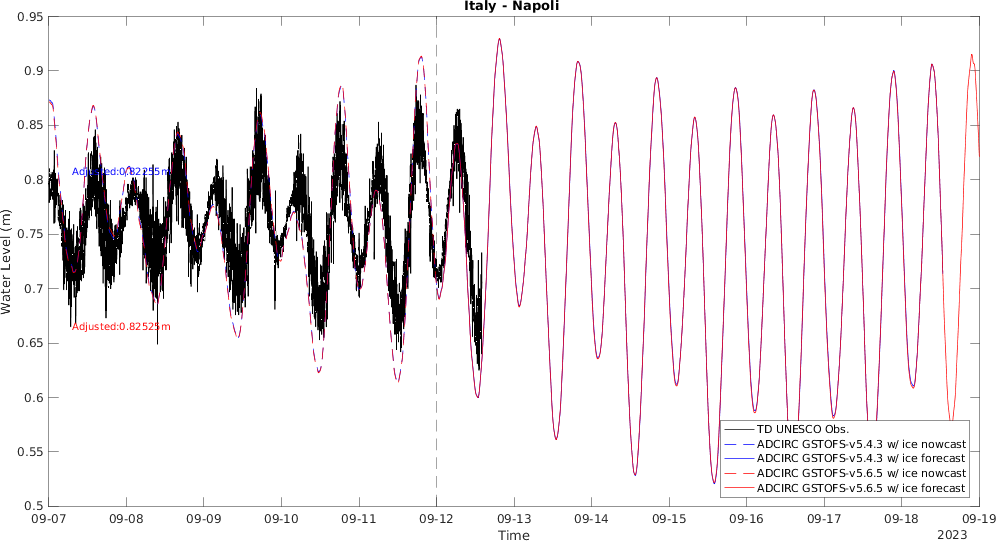 Italy - Napoli
0.95
0.9
0.85
0.8
0.75
0.7
0.65
0.6
0.55
0.5
Water Level (m)
Adjusted:0.82255m
Adjusted:0.82525m
TD UNESCO Obs.
ADCIRC GSTOFS-v5.4.3 w/ ice nowcast
ADCIRC GSTOFS-v5.4.3 w/ ice forecast
ADCIRC GSTOFS-v5.6.5 w/ ice nowcast
ADCIRC GSTOFS-v5.6.5 w/ ice forecast
09-07 09-08 09-09 09-10 09-11 09-12 09-13 09-14 09-15 09-16 09-17 09-18 09-19
Time
2023